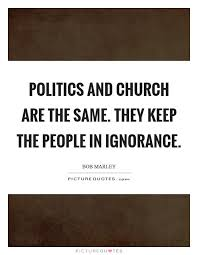 POLITICS AND CHURCH
ARE THE SAME. THEY KEEP
THE PEOPLE IN IGNORANCE.
BOB MARLEY
PICTUREQUOTES.